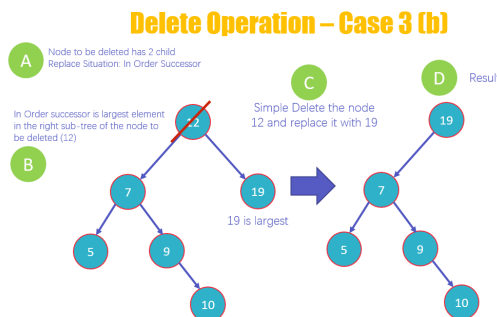 Delete Operation – Case 3 (b)
A
Node to be deleted has 2 child
Replace Situation: In Order Successor
C
D
Resul
Simple Delete the node
12 and replace it with 19
In Order successor is largest element
in the right sub-tree of the node to
be deleted (12)
B
12
7
19
19 is largest
5
9
10
19
7
5
9
10